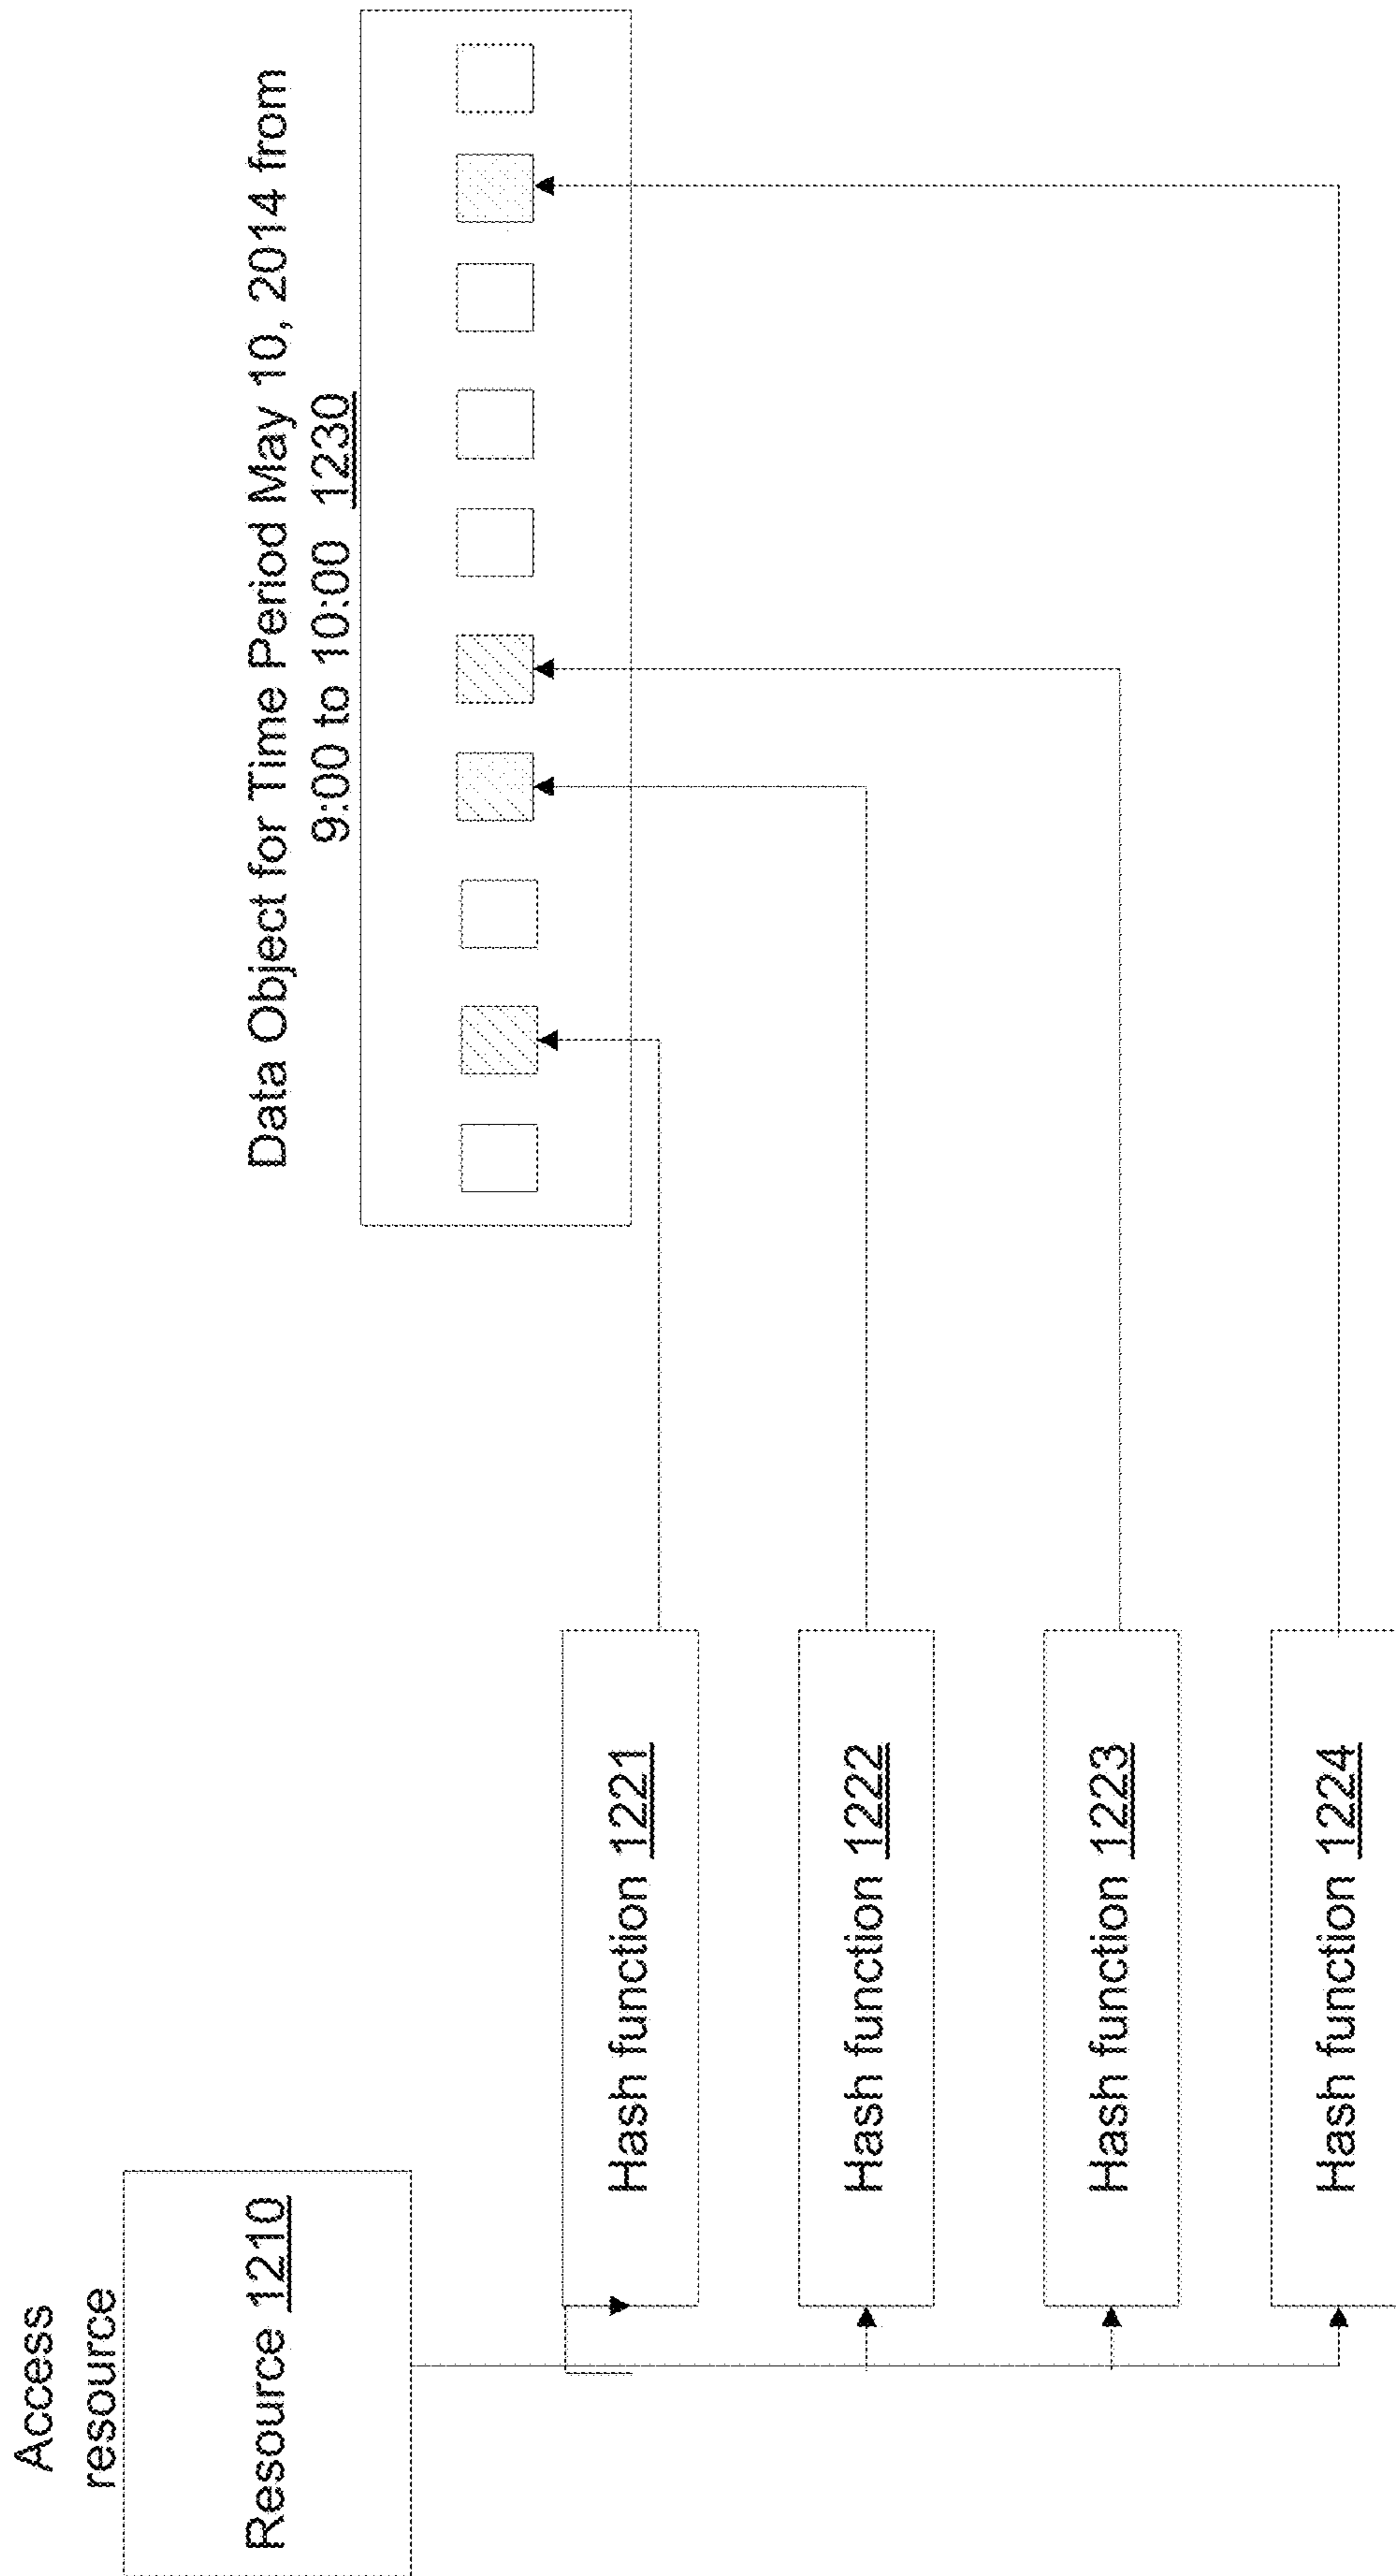 Access
resource
Resource 1210
Data Object for Time Period May 10, 2014 from
9:00 to 10:00 1230
Hash function 1221
Hash function 1222
Hash function 1223
Hash function 1224